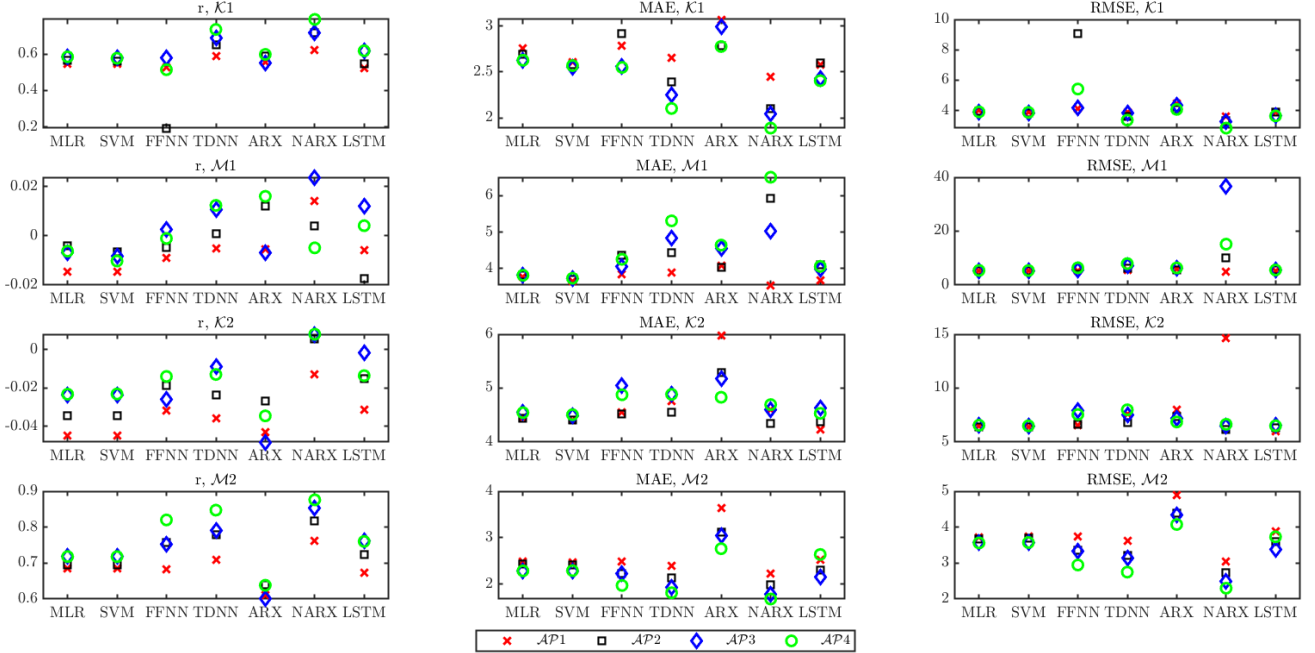 r, 𝒦1
0.6
0.4
0.2
MLR SVM FFNN TDNN ARX NARX LSTM
MAE, 𝒦1
3
2.5
2
MLR SVM FFNN TDNN ARX NARX LSTM
RMSE, 𝒦1
10
8
6
4
MLR SVM FFNN TDNN ARX NARX LSTM
r, ℳ1
0.02
0
-0.02
MLR SVM FFNN TDNN ARX NARX LSTM
MAE, ℳ1
6
5
4
MLR SVM FFNN TDNN ARX NARX LSTM
RMSE, ℳ1
40
20
0
MLR SVM FFNN TDNN ARX NARX LSTM
r, 𝒦2
0
-0.02
-0.04
MLR SVM FFNN TDNN ARX NARX LSTM
MAE, 𝒦2
6
5
4
MLR SVM FFNN TDNN ARX NARX LSTM
RMSE, 𝒦2
15
10
5
MLR SVM FFNN TDNN ARX NARX LSTM
r, ℳ2
0.9
0.8
0.7
0.6
MLR SVM FFNN TDNN ARX NARX LSTM
MAE, ℳ2
4
3
2
MLR SVM FFNN TDNN ARX NARX LSTM
RMSE, ℳ2
5
4
3
2
MLR SVM FFNN TDNN ARX NARX LSTM
𝒜𝒫1 𝒜𝒫2 𝒜𝒫3 𝒜𝒫4